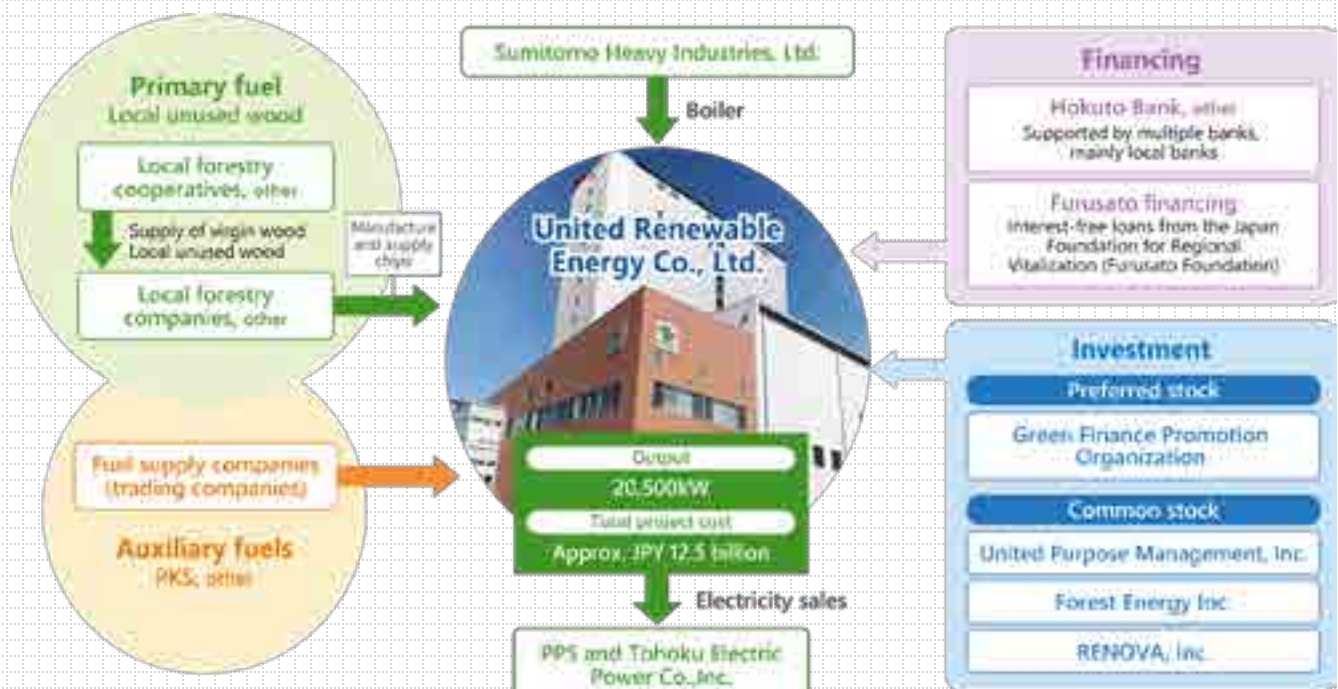 Primary fuel
Local unused wood
Local forestry
cooperatives, other
Supply of virgin wood
Local unused wood
Local forestry
companies, other
Manufacture
and supply
chips
Fuel supply companies
(trading companies)
Auxiliary fuels
PKS, other
Sumitomo Heavy Industries, Ltd.
Boiler
United Renewable
Energy Co., Ltd.
Output
20,500kW
Total project cost
Approx. JPY 12.5 billion
Electricity sales
PPS and Tohoku Electric
Power Co.,Inc.
Financing
Hokuto Bank, other
Supported by multiple banks,
mainly local banks
Furusato financing
Interest-free loans from the Japan
Foundation for Regional
Vitalization (Furusato Foundation)
Investment
Preferred stock
Green Finance Promotion
Organization
Common stock
United Purpose Management, Inc.
Forest Energy Inc.
RENOVA, Inc.